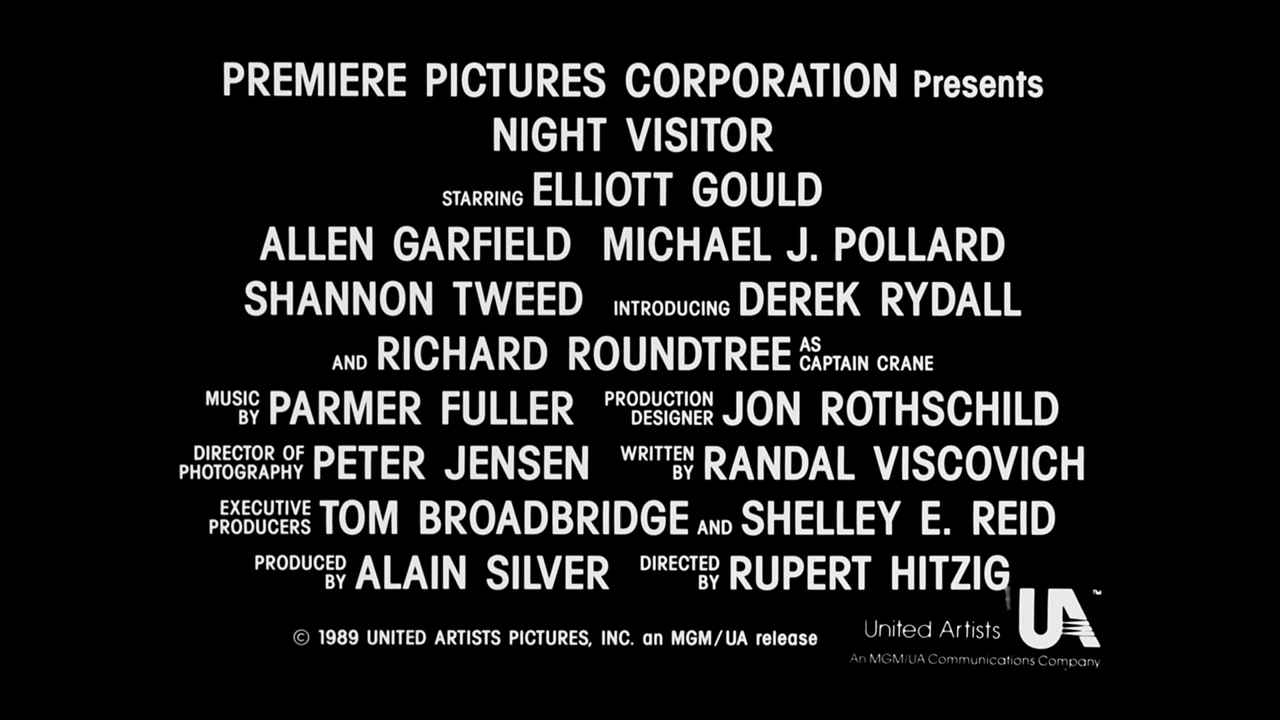 PREMIERE PICTURES CORPORATION Presents
NIGHT VISITOR
STARRING ELLIOTT GOULD
ALLEN GARFIELD MICHAEL J. POLLARD
SHANNON TWEED INTRODUCING DEREK RYDALL
AND RICHARD ROUNDTREE AS CAPTAIN CRANE
MUSIC BY PARMER FULLER PRODUCTION DESIGNER JON ROTHSCHILD
DIRECTOR OF PHOTOGRAPHY PETER JENSEN WRITTEN BY RANDAL VISCOVICH
EXECUTIVE PRODUCERS TOM BROADBRIDGE AND SHELLEY E. REID
PRODUCED BY ALAIN SILVER DIRECTED BY RUPERT HITZIG
© 1989 UNITED ARTISTS PICTURES, INC. an MGM/UA release
United Artists UA™
An MGM/UA Communications Company